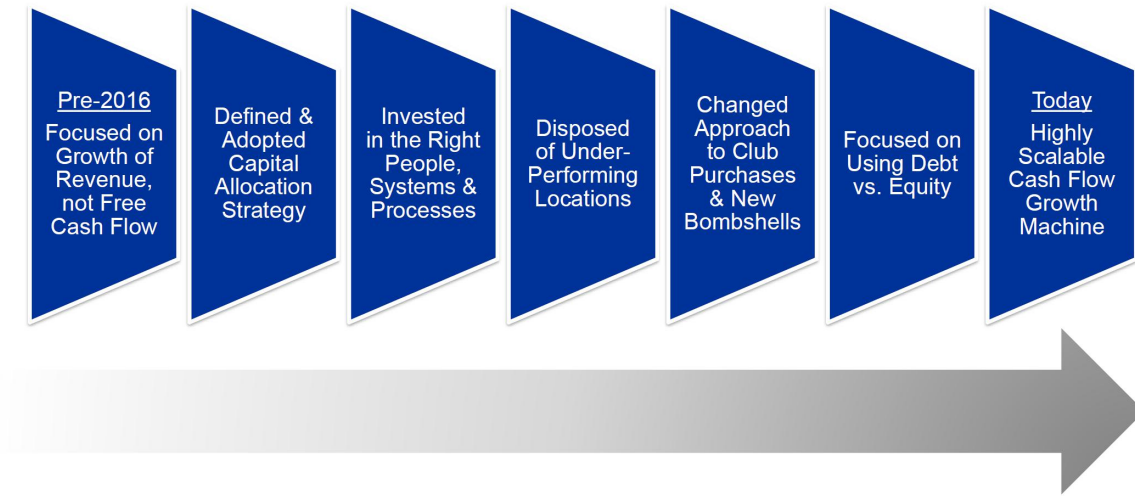 Pre-2016
Focused on
Growth of
Revenue,
not Free
Cash Flow
Defined &
Adopted
Capital
Allocation
Strategy
Invested
in the Right
People,
Systems &
Processes
Disposed
of Under-
Performing
Locations
Changed
Approach
to Club
Purchases
& New
Bombshells
Focused on
Using Debt
vs. Equity
Today
Highly
Scalable
Cash Flow
Growth
Machine